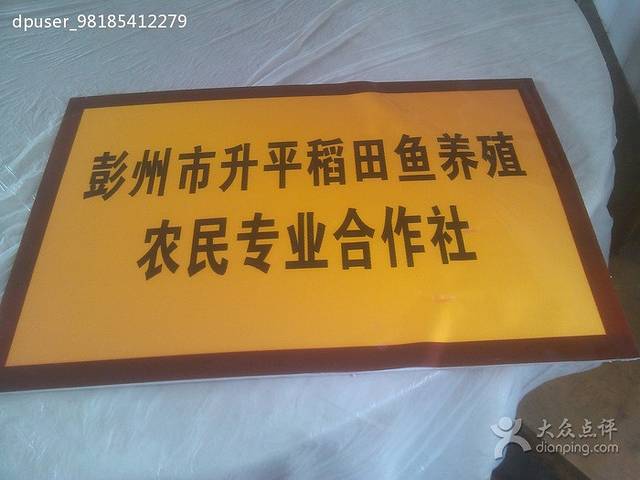 dpuser_98185412279
彭州市升平稻田鱼养殖
农民专业合作社
大众点评
dianping.com